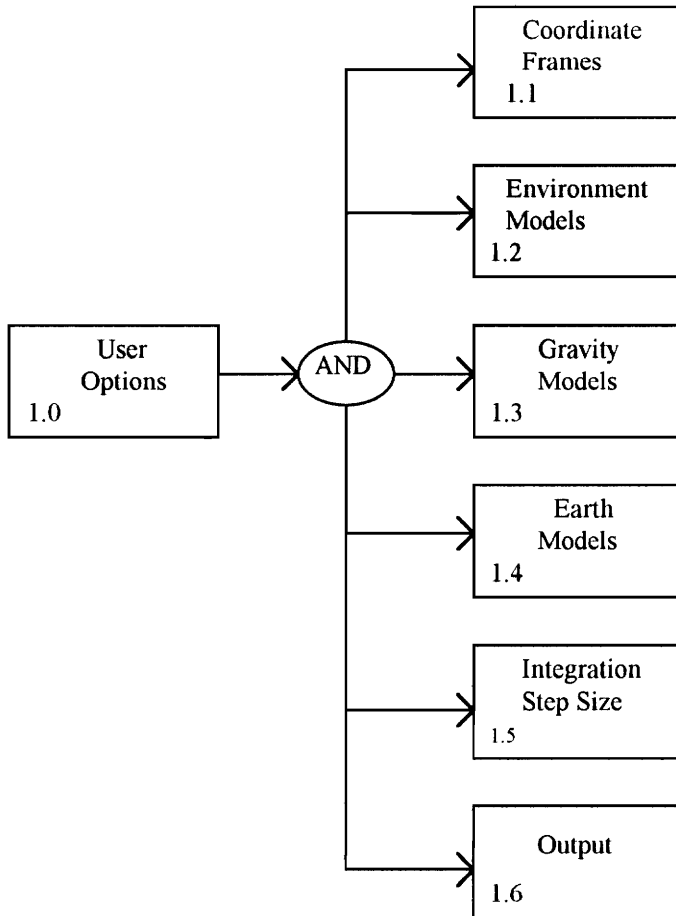 Coordinate
Frames
1.1
Environment
Models
1.2
User
Options
1.0
AND
Gravity
Models
1.3
Earth
Models
1.4
Integration
Step Size
1.5
Output
1.6